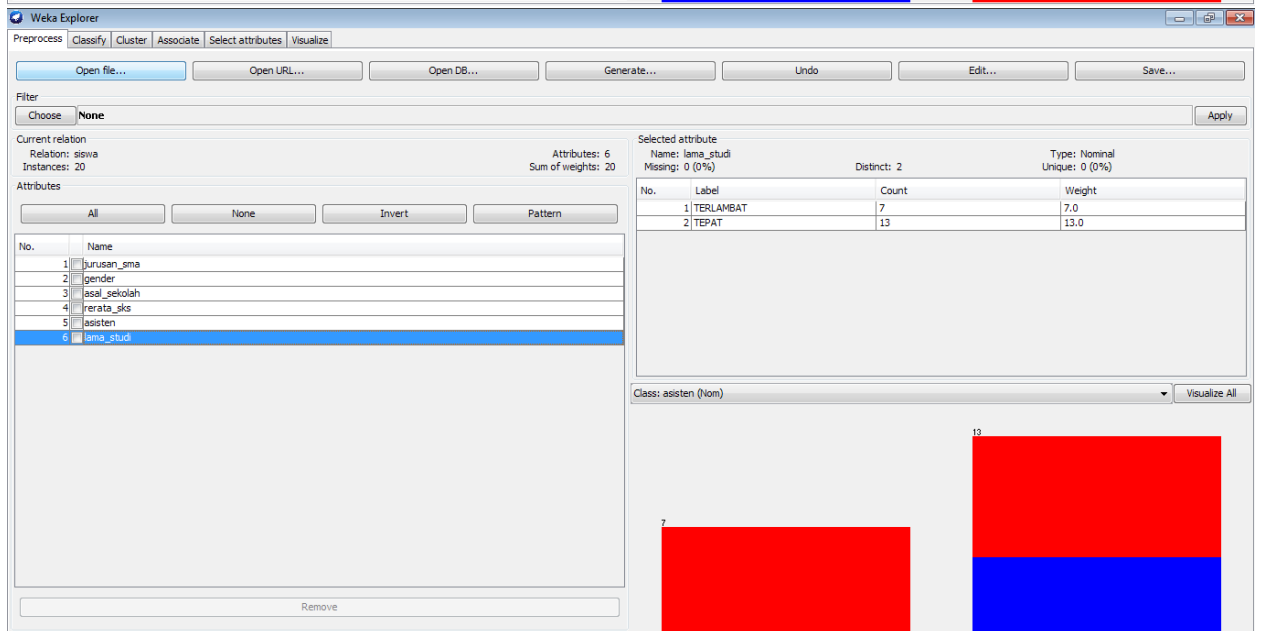 Weka Explorer
Preprocess Classify Cluster Associate Select attributes Visualize
Open file... Open URL... Open DB... Generate... Undo Edit... Save...
Filter
Choose None Apply
Current relation
Relation: siswa Attributes: 6
Instances: 20 Sum of weights: 20
Selected attribute
Name: lama_studi Type: Nominal
Missing: 0 (0%) Distinct: 2 Unique: 0 (0%)
Attributes
All None Invert Pattern
No. Name
1 jurusan_sma
2 gender
3 asal_sekolah
4 rerata_sks
5 asisten
6 lama_studi
Remove
No. Label Count Weight
1 TERLAMBAT 7 7.0
2 TEPAT 13 13.0
Class: asisten (Nom) Visualize All
13
7